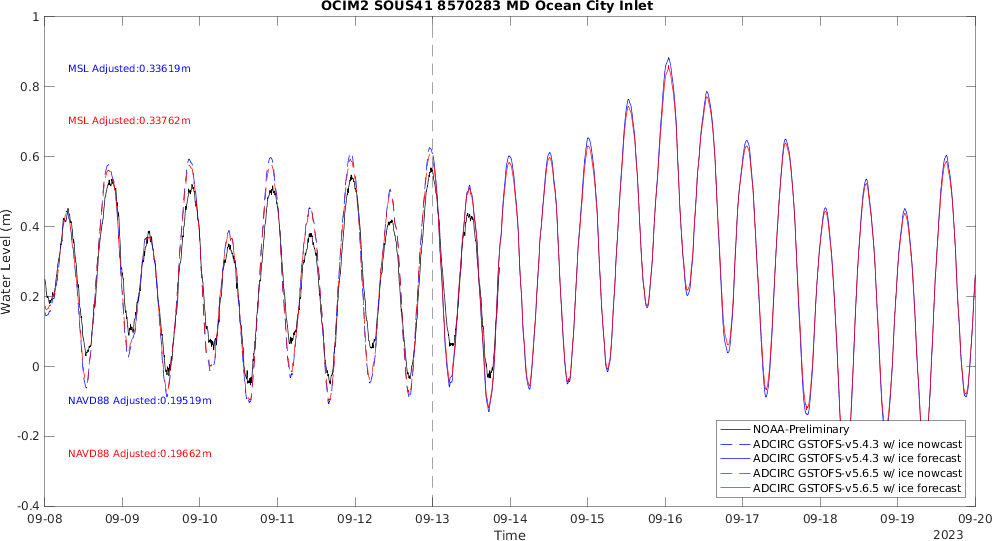 OCIM2 SOUS41 8570283 MD Ocean City Inlet
1
MSL Adjusted:0.33619m
0.8
MSL Adjusted:0.33762m
0.6
0.4
Water Level (m)
0.2
0
NAVD88 Adjusted:0.19519m
-0.2
NAVD88 Adjusted:0.19662m
-0.4
NOAA-Preliminary
ADCIRC GSTOFS-v5.4.3 w/ ice nowcast
ADCIRC GSTOFS-v5.4.3 w/ ice forecast
ADCIRC GSTOFS-v5.6.5 w/ ice nowcast
ADCIRC GSTOFS-v5.6.5 w/ ice forecast
09-08 09-09 09-10 09-11 09-12 09-13 09-14 09-15 09-16 09-17 09-18 09-19 09-20
Time
2023